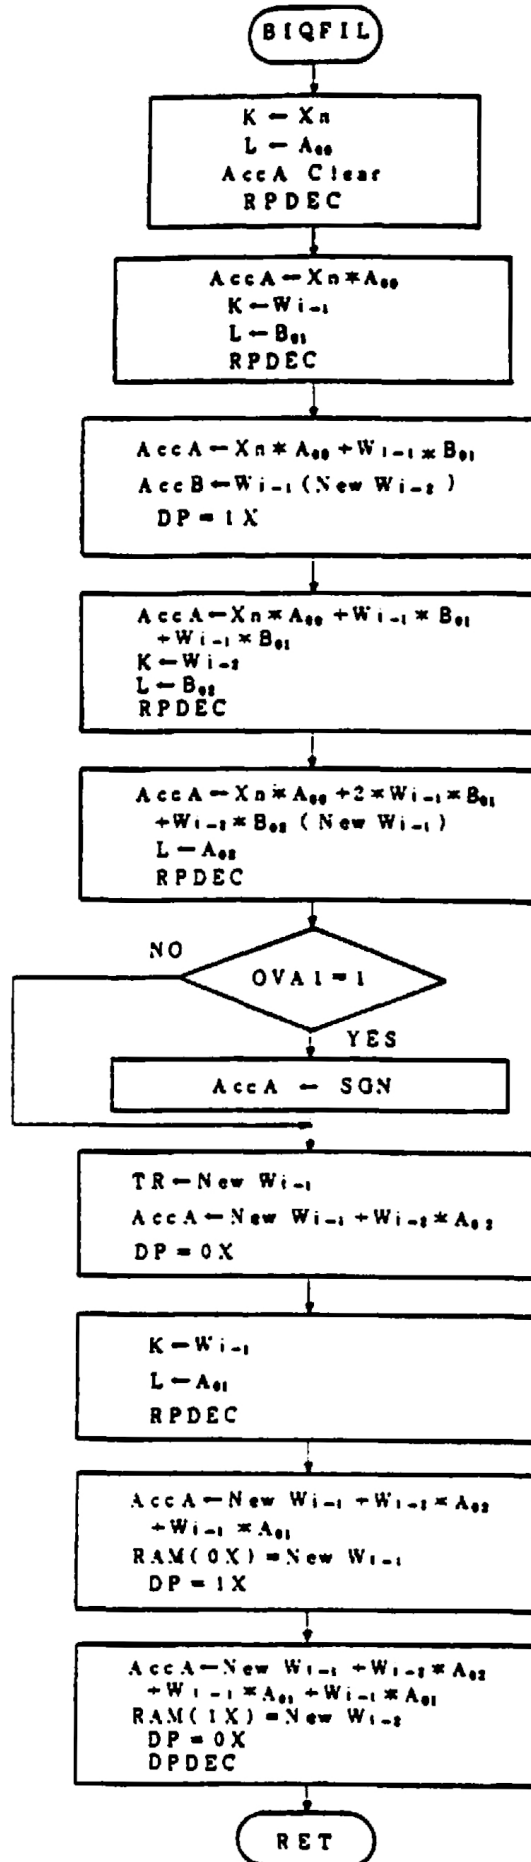 BIQFIL
K ← Xn
L ← A₀₀
AccA Clear
RPDEC
AccA ← Xn*A₀₀
K ← Wi-1
L ← B₀₁
RPDEC
AccA ← Xn*A₀₀ + Wi-1*B₀₁
AccB ← Wi-1 (New Wi-2)
DP = 1X
AccA ← Xn*A₀₀ + Wi-1*B₀₁
+Wi-1*B₀₁
K ← Wi-2
L ← B₀₂
RPDEC
AccA ← Xn*A₀₀ + 2*Wi-1*B₀₁
+Wi-2*B₀₂ (New Wi-1)
L ← A₀₂
RPDEC
NO
OVA1 = 1
YES
AccA ← SGN
TR ← New Wi-1
AccA ← New Wi-1 + Wi-2*A₀₂
DP = 0X
K ← Wi-1
L ← A₀₁
RPDEC
AccA ← New Wi-1 + Wi-2*A₀₂
+Wi-1*A₀₁
RAM(0X) = New Wi-1
DP = 1X
AccA ← New Wi-1 + Wi-2*A₀₂
+Wi-1*A₀₁ + Wi-1*A₀₁
RAM(1X) = New Wi-2
DP = 0X
DPDEC
RET